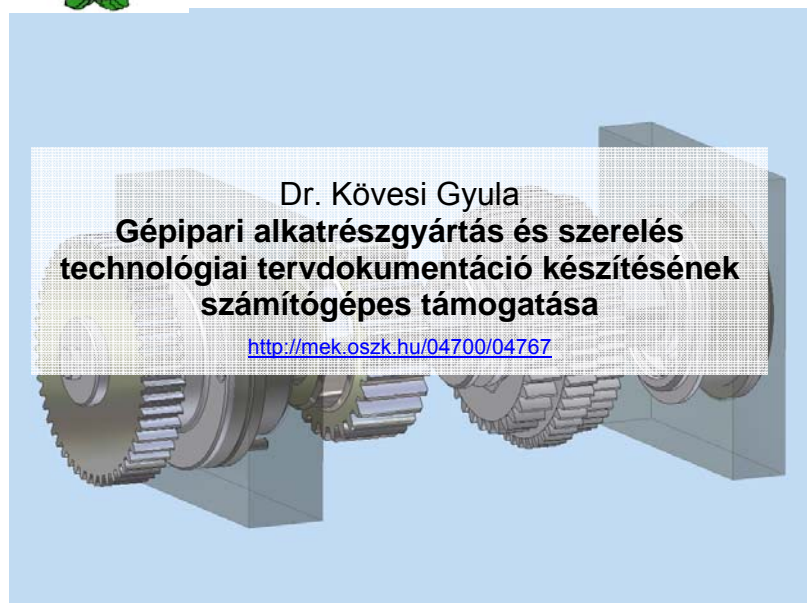 Dr. Kövesi Gyula
Gépipari alkatrészgyártás és szerelés
technológiai tervdokumentáció készítésének
számítógépes támogatása
http://mek.oszk.hu/04700/04767